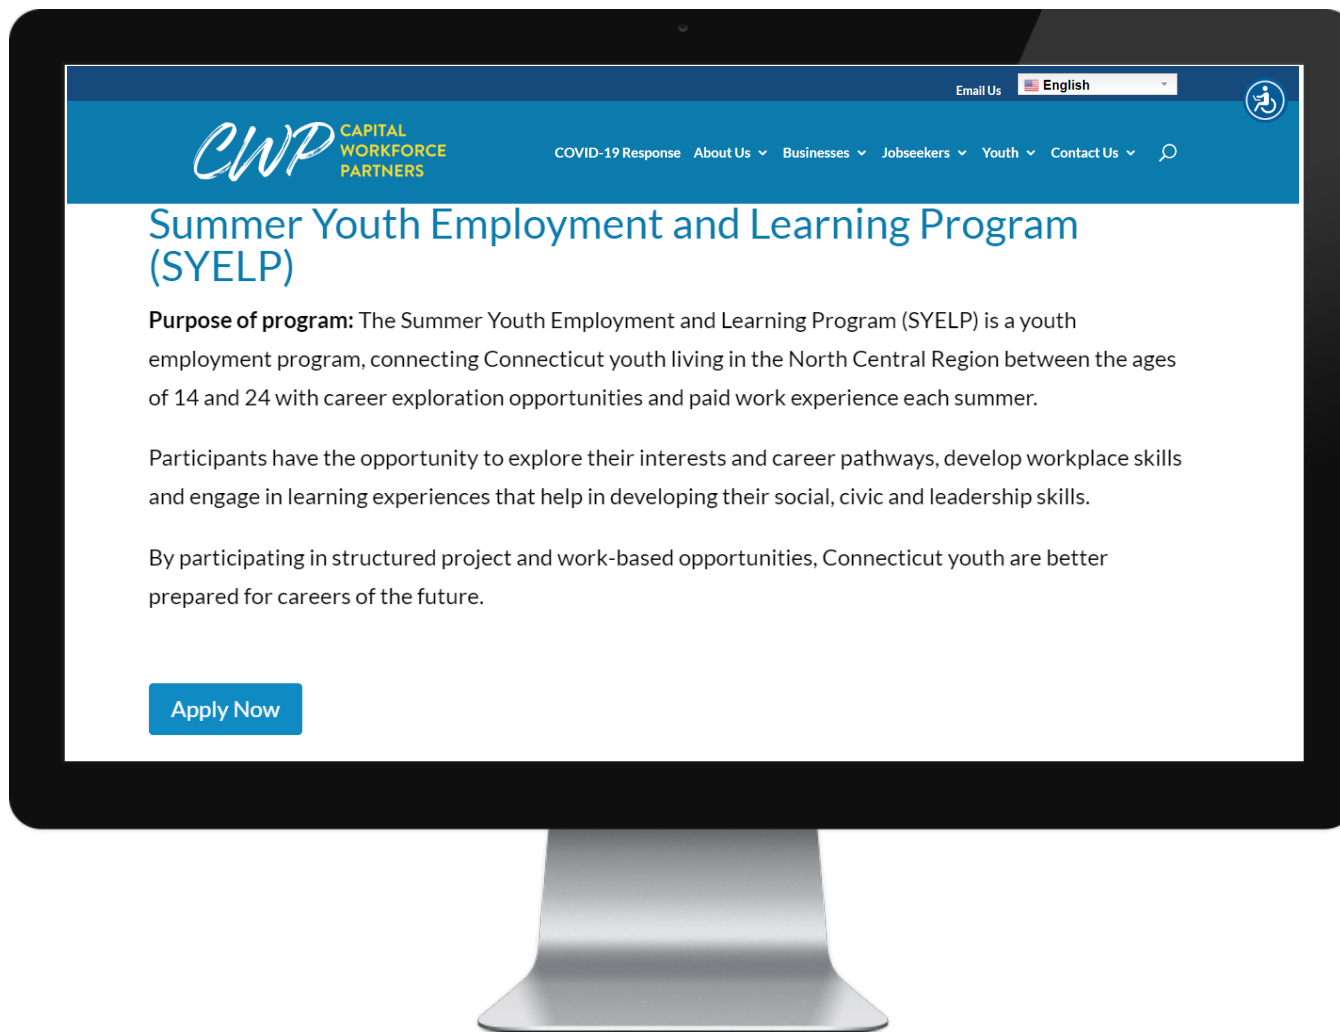 Email Us English
CWP CAPITAL
WORKFORCE
PARTNERS
COVID-19 Response About Us Businesses Jobseekers Youth Contact Us
Summer Youth Employment and Learning Program
(SYELP)
Purpose of program: The Summer Youth Employment and Learning Program (SYELP) is a youth
employment program, connecting Connecticut youth living in the North Central Region between the ages
of 14 and 24 with career exploration opportunities and paid work experience each summer.
Participants have the opportunity to explore their interests and career pathways, develop workplace skills
and engage in learning experiences that help in developing their social, civic and leadership skills.
By participating in structured project and work-based opportunities, Connecticut youth are better
prepared for careers of the future.
Apply Now